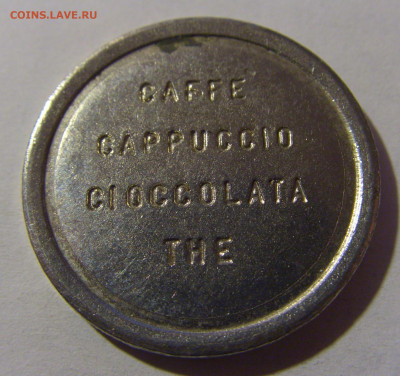 COINS.LAVE.RU
CAFFE
CAPPUCCIO
CIOCCOLATA
THE